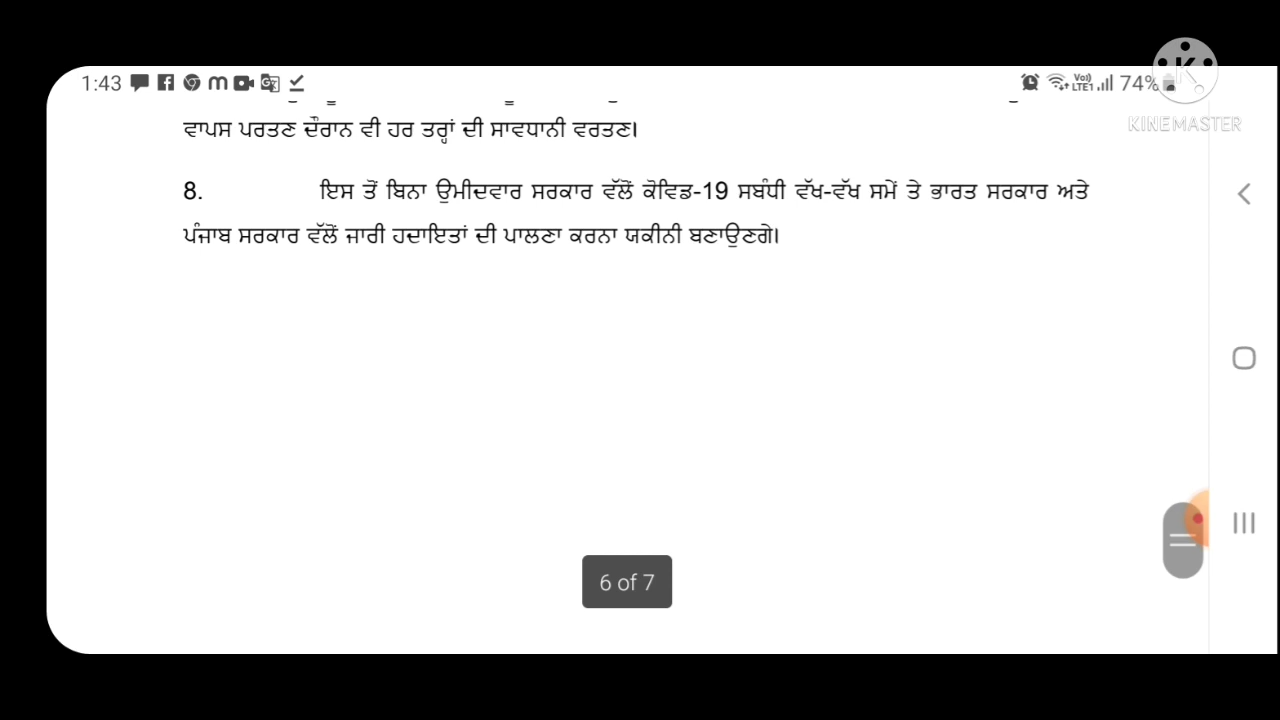 1:43
74%
KINEMASTER
ਵਾਪਸ ਪਰਤਣ ਦੌਰਾਨ ਵੀ ਹਰ ਤਰ੍ਹਾਂ ਦੀ ਸਾਵਧਾਨੀ ਵਰਤਣ।
8. ਇਸ ਤੋਂ ਬਿਨਾ ਉਮੀਦਵਾਰ ਸਰਕਾਰ ਵੱਲੋਂ ਕੋਵਿਡ-19 ਸਬੰਧੀ ਵੱਖ-ਵੱਖ ਸਮੇਂ ਤੇ ਭਾਰਤ ਸਰਕਾਰ ਅਤੇ
ਪੰਜਾਬ ਸਰਕਾਰ ਵੱਲੋਂ ਜਾਰੀ ਹਦਾਇਤਾਂ ਦੀ ਪਾਲਣਾ ਕਰਨਾ ਯਕੀਨੀ ਬਣਾਉਣਗੇ।
6 of 7